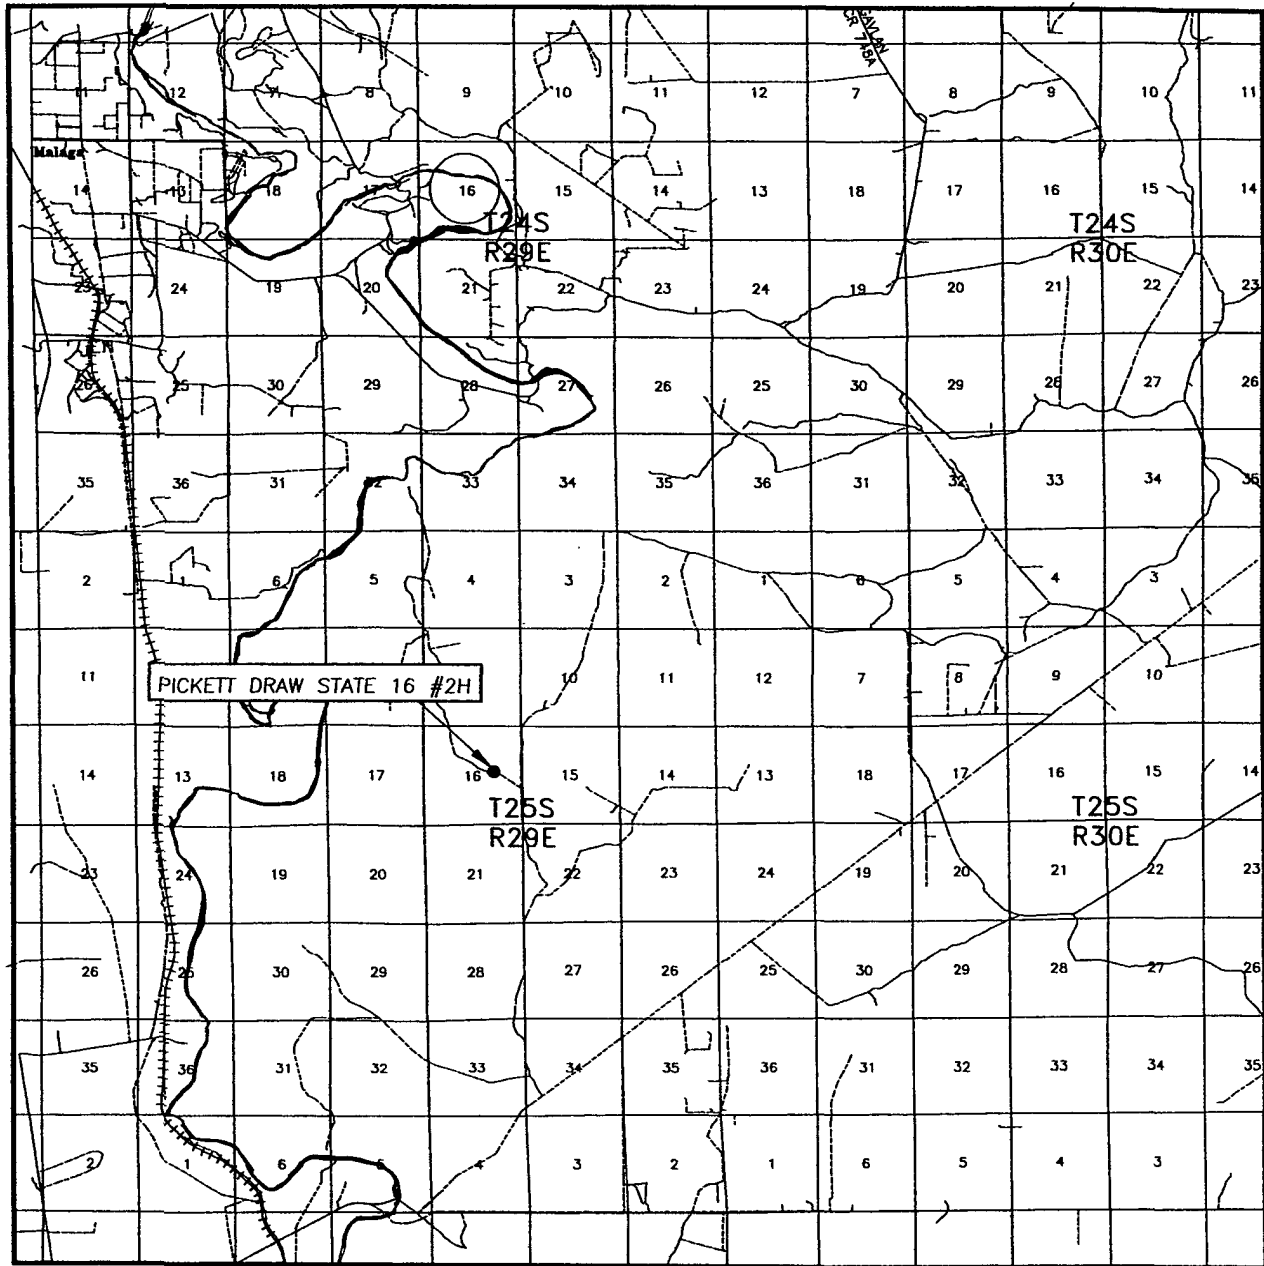 GAVILAN
CR 748A
11 12 7 8 9 10 11 12 7 8 9 10 11
Malaga
14 13 18 17 16 15 14 13 18 17 16 15 14
T24S T24S
R29E R30E
23 24 19 20 21 22 23 24 19 20 21 22 23
26 25 30 29 28 27 26 25 30 29 28 27 26
35 36 31 32 33 34 35 36 31 32 33 34 35
2 1 6 5 4 3 2 1 6 5 4 3
11 10 11 12 7 8 9 10
PICKETT DRAW STATE 16 #2H
14 13 18 17 16 15 14 13 18 17 16 15 14
T25S T25S
R29E R30E
23 24 19 20 21 22 23 24 19 20 21 22 23
26 25 30 29 28 27 26 25 30 29 28 27 26
35 36 31 32 33 34 35 36 31 32 33 34 35
2 1 6 5 4 3 2 1 6 5 4 3